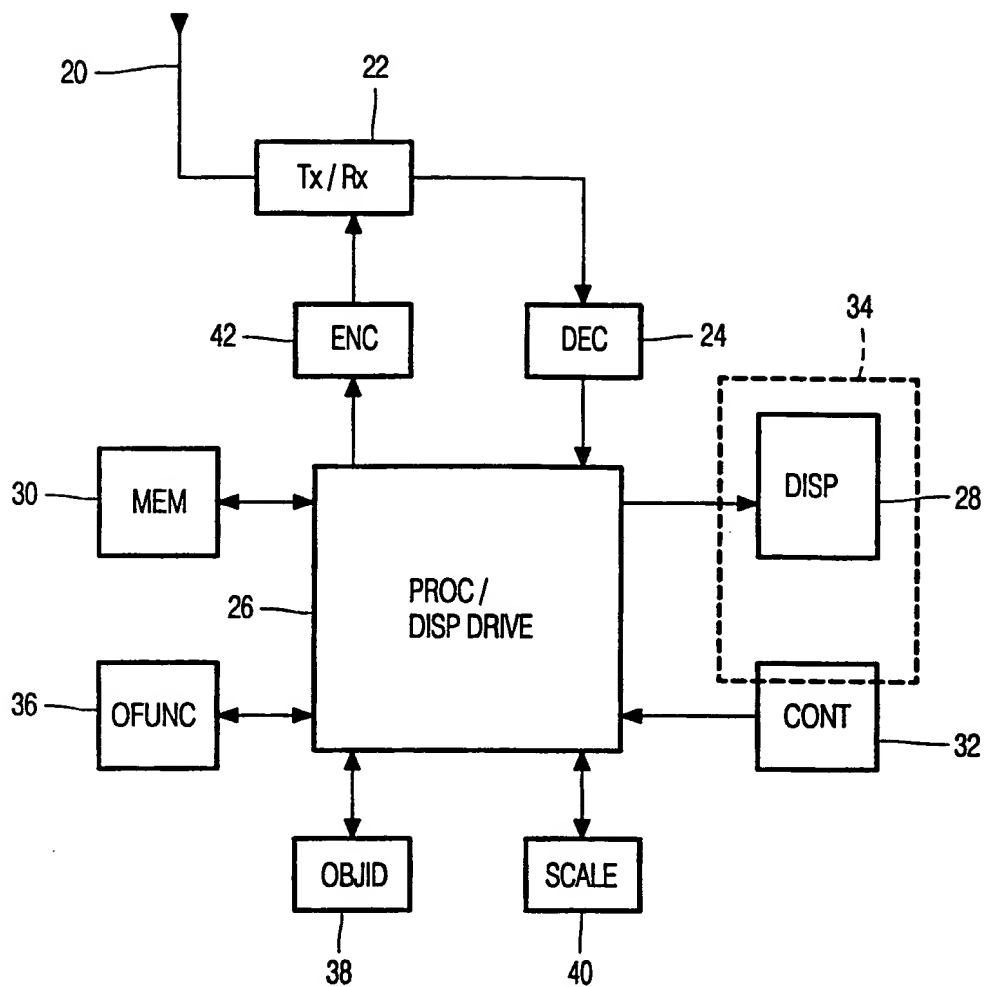 20
22
Tx / Rx
42
ENC
DEC
24
34
30
MEM
DISP
28
26
PROC /
DISP DRIVE
36
OFUNC
CONT
32
OBJID
SCALE
38
40